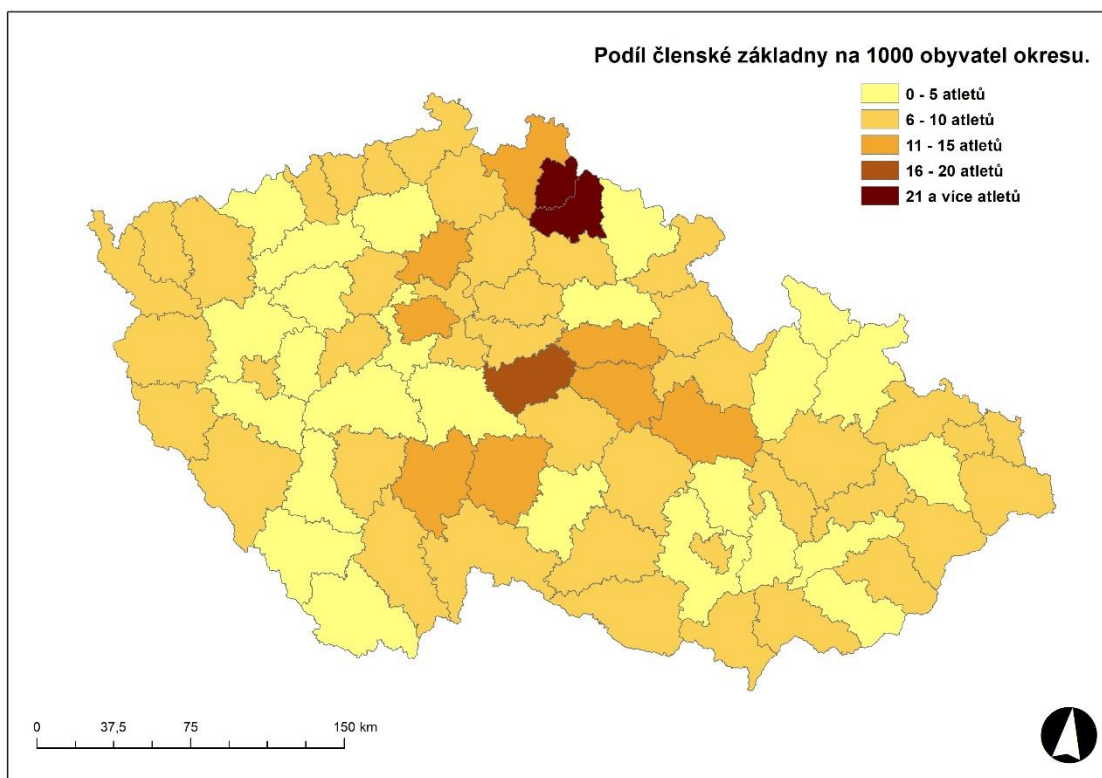 Podíl členské základny na 1000 obyvatel okresu.
0 - 5 atletů
6 - 10 atletů
11 - 15 atletů
16 - 20 atletů
21 a více atletů
0 37,5 75 150 km